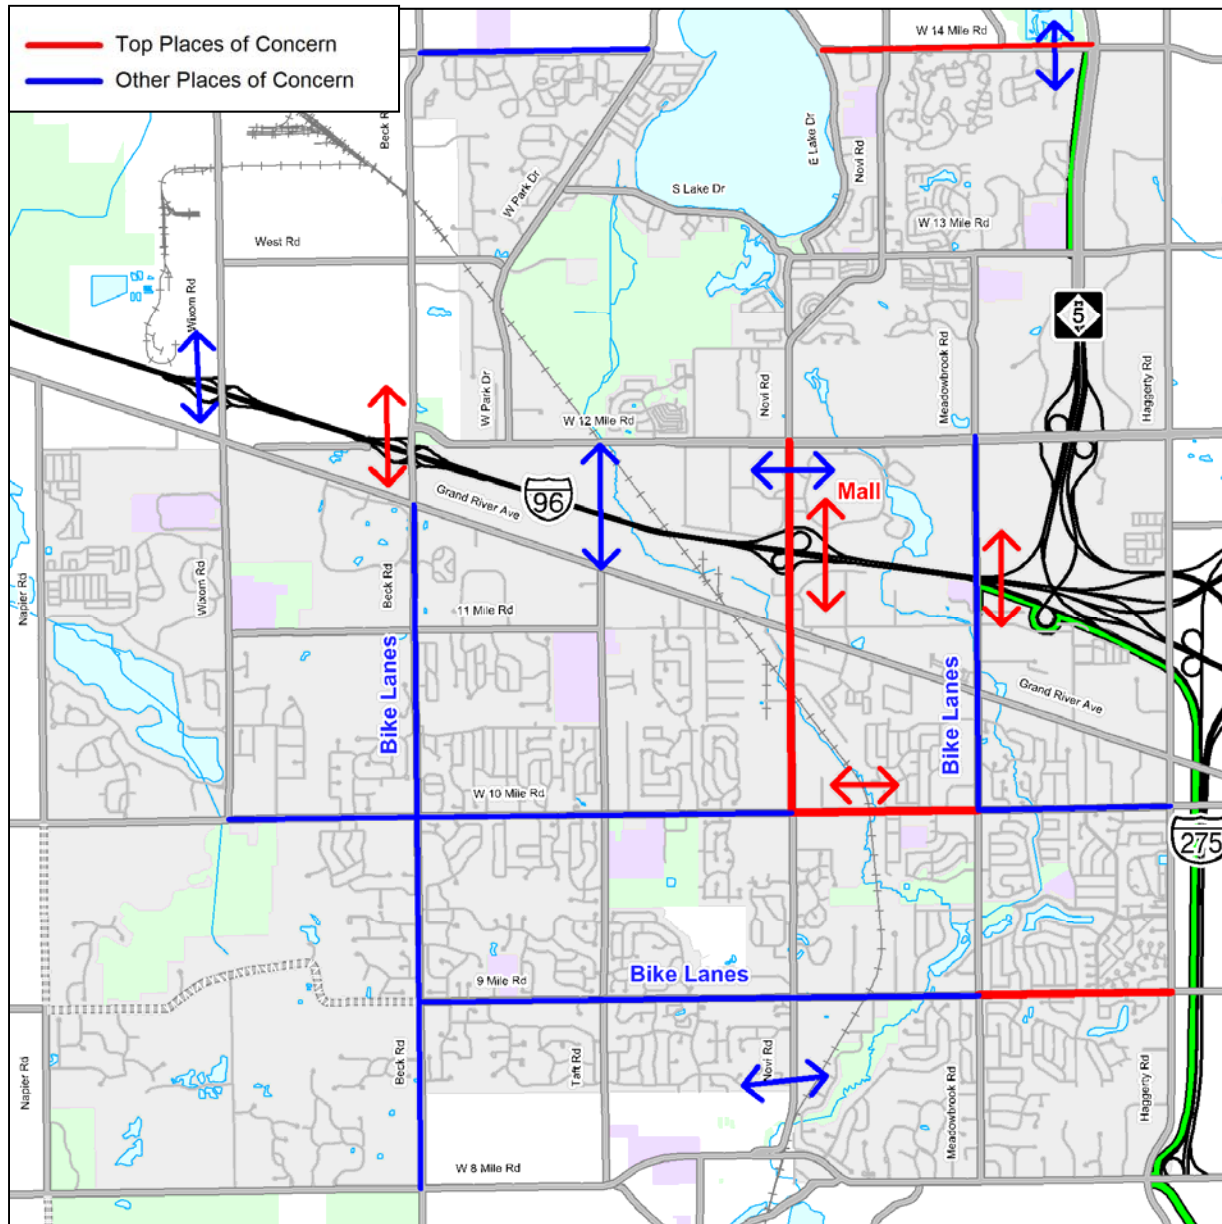 Top Places of Concern
Other Places of Concern
W 14 Mile Rd
Beck R
E Lake Dr
Novi Rd
W Park Dr
S Lake Dr
W 13 Mile Rd
West Rd
Wixom Rd
5
W Park Dr
Novi Rd
Meadowbrook Rd
Haggerty Rd
W 12 Mile Rd
Mall
96
Grand River Ave
Napier Rd
Wixom Rd
Beck Rd
11 Mile Rd
Bike Lanes
Bike Lanes
Grand River Ave
W 10 Mile Rd
275
9 Mile Rd
Bike Lanes
Napier Rd
Beck Rd
Taft Rd
Novi Rd
Meadowbrook Rd
Haggerty Rd
W 8 Mile Rd